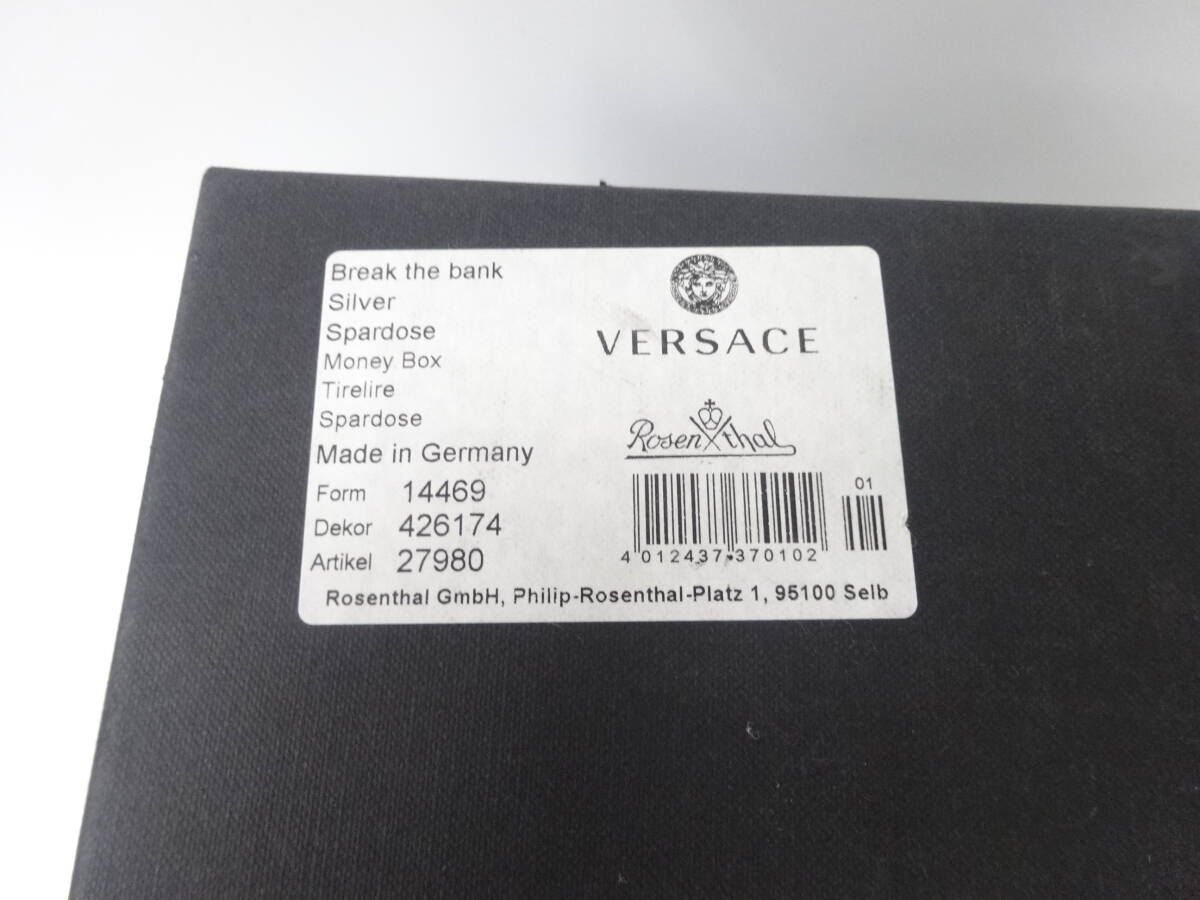 Break the bank
Silver
Spardose
Money Box
Tirelire
Spardose
Made in Germany
Form 14469
Dekor 426174
Artikel 27980
VERSACE
Rosenthal
01
4 012437 370102
Rosenthal GmbH, Philip-Rosenthal-Platz 1, 95100 Selb